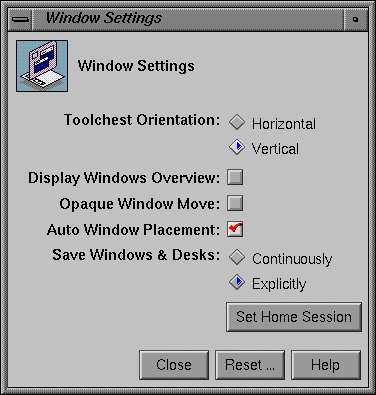 Window Settings
Window Settings
Toolchest Orientation: Horizontal
Vertical
Display Windows Overview:
Opaque Window Move:
Auto Window Placement:
Save Windows & Desks: Continuously
Explicitly
Set Home Session
Close Reset ... Help